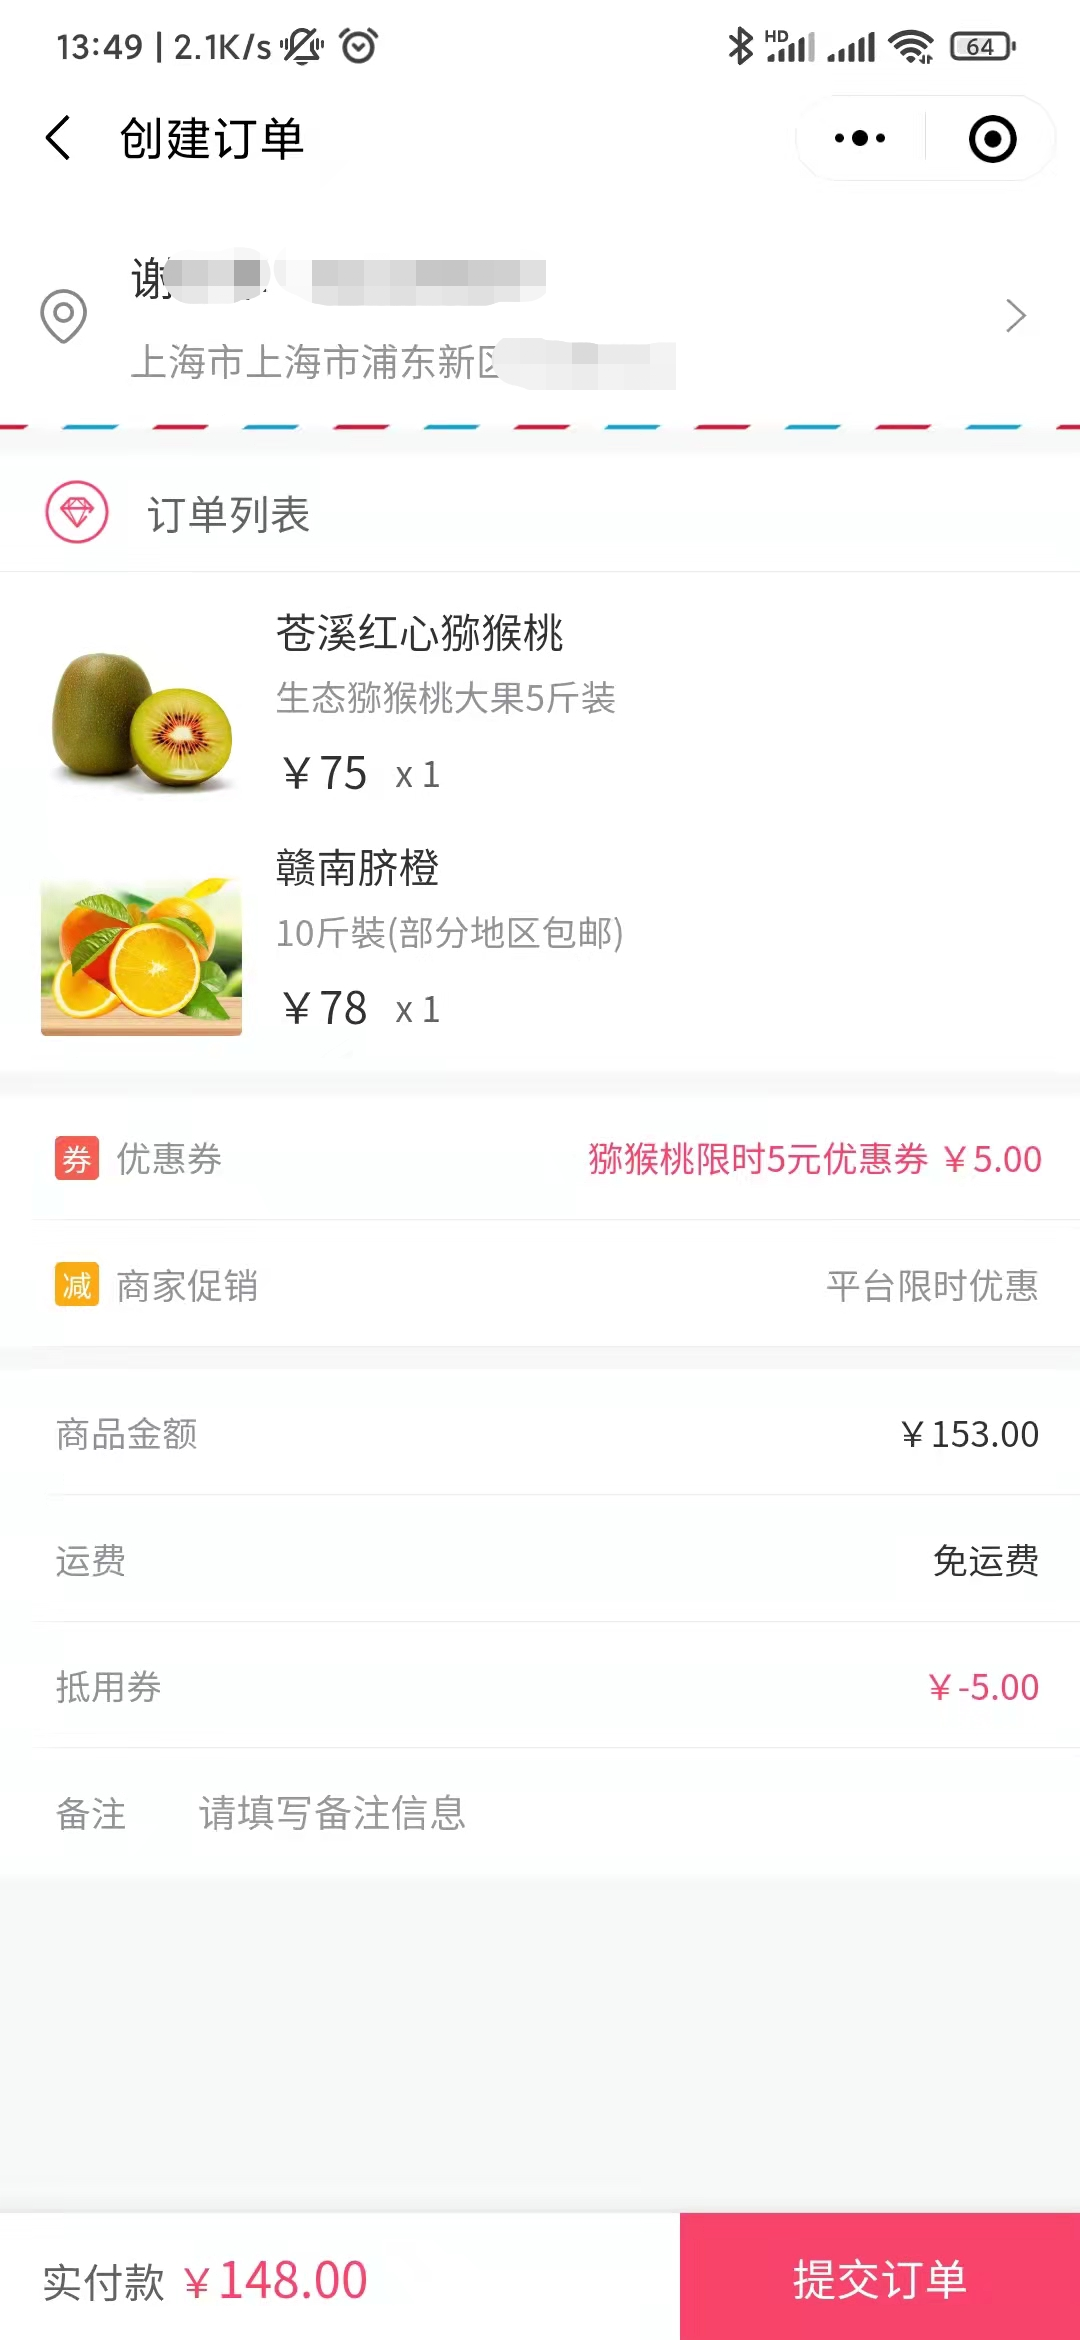 13:49 | 2.1K/s
HD
64
创建订单
谢
上海市上海市浦东新区
订单列表
苍溪红心猕猴桃
生态猕猴桃大果5斤装
￥75 x 1
赣南脐橙
10斤装(部分地区包邮)
￥78 x 1
券 优惠券 猕猴桃限时5元优惠券 ￥5.00
减 商家促销 平台限时优惠
商品金额 ￥153.00
运费 免运费
抵用券 ￥-5.00
备注 请填写备注信息
实付款 ￥148.00 提交订单